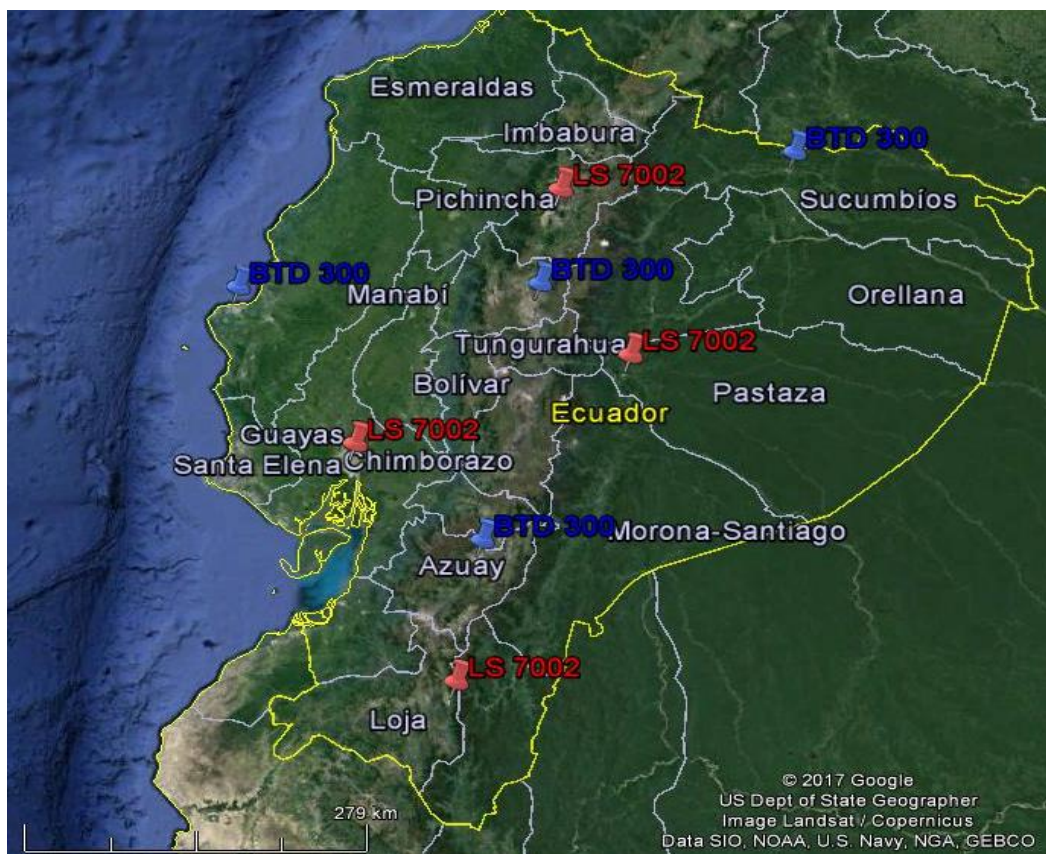 Esmeraldas
Imbabura
BTD 300
LS 7002
Pichincha
Sucumbíos
BTD 300
BTD 300
Manabí
Orellana
Tungurahua
LS 7002
Bolívar
Pastaza
Ecuador
LS 7002
Guayas
Santa Elena
Chimborazo
BTD 300
Morona-Santiago
Azuay
LS 7002
Loja
279 km
© 2017 Google
US Dept of State Geographer
Image Landsat / Copernicus
Data SIO, NOAA, U.S. Navy, NGA, GEBCO